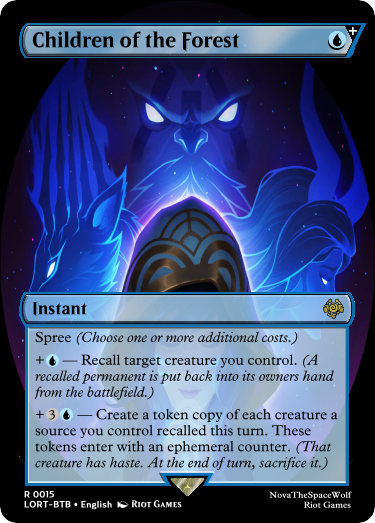 Children of the Forest
Instant
Spree (Choose one or more additional costs.)
+ — Recall target creature you control. (A
recalled permanent is put back into its owners hand
from the battlefield.)
+ 3 — Create a token copy of each creature a
source you control recalled this turn. These
tokens enter with an ephemeral counter. (That
creature has haste. At the end of turn, sacrifice it.)
R 0015
LORT-BTB • English Riot Games
NovaTheSpaceWolf
Riot Games